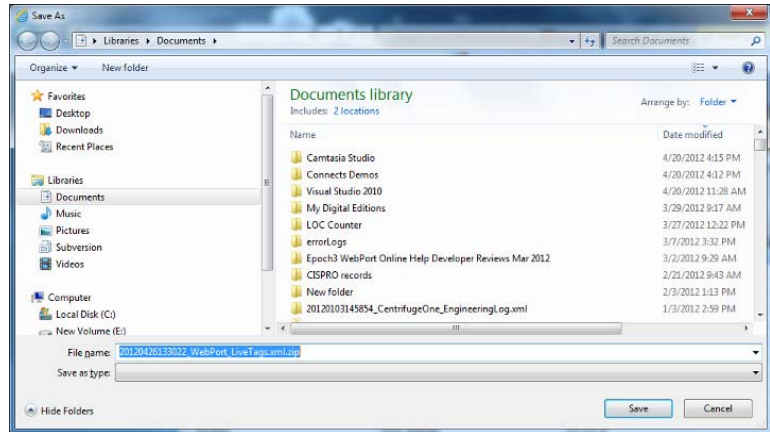 Save As
Libraries Documents Search Documents
Organize New folder
Favorites
Desktop
Downloads
Recent Places
Libraries
Documents
Music
Pictures
Subversion
Videos
Computer
Local Disk (C:)
New Volume (E:)
Documents library
Includes: 2 locations
Arrange by: Folder
Name Date modified
Camtasia Studio 4/20/2012 4:15 PM
Connects Demos 4/20/2012 4:12 PM
Visual Studio 2010 4/20/2012 11:28 AM
My Digital Editions 3/29/2012 9:17 AM
LOC Counter 3/27/2012 12:22 PM
errorLogs 3/7/2012 3:32 PM
Epoch3 WebPort Online Help Developer Reviews Mar 2012 3/2/2012 9:29 AM
CISPRO records 2/21/2012 9:43 AM
New folder 2/3/2012 1:13 PM
20120103145854_CentrifugeOne_EngineeringLog.xml 1/3/2012 2:59 PM
File name: 20120426133022_WebPort_LiveTags.xml.zip
Save as type:
Hide Folders Save Cancel